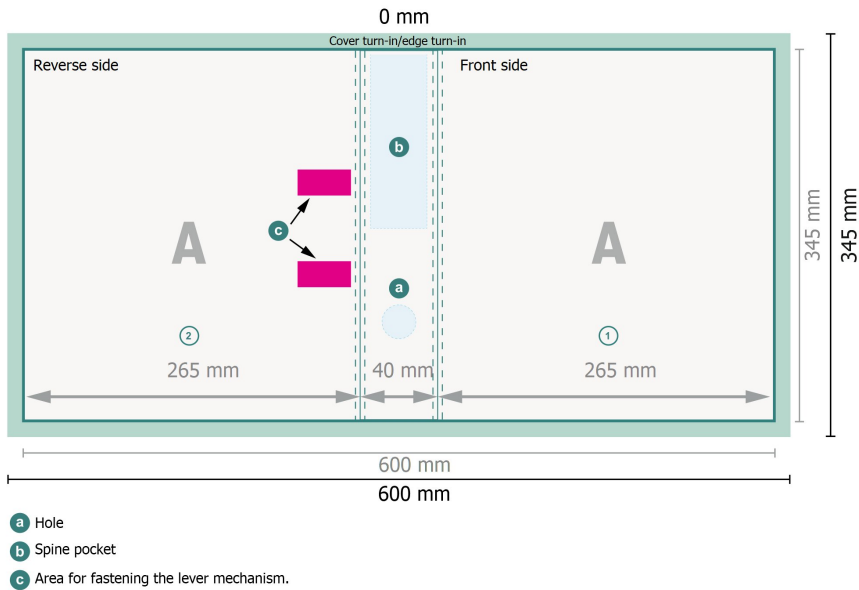 0 mm
Cover turn-in/edge turn-in
Reverse side
Front side
b
A
c
A
a
2
1
265 mm
40 mm
265 mm
345 mm
345 mm
600 mm
600 mm
a Hole
b Spine pocket
c Area for fastening the lever mechanism.